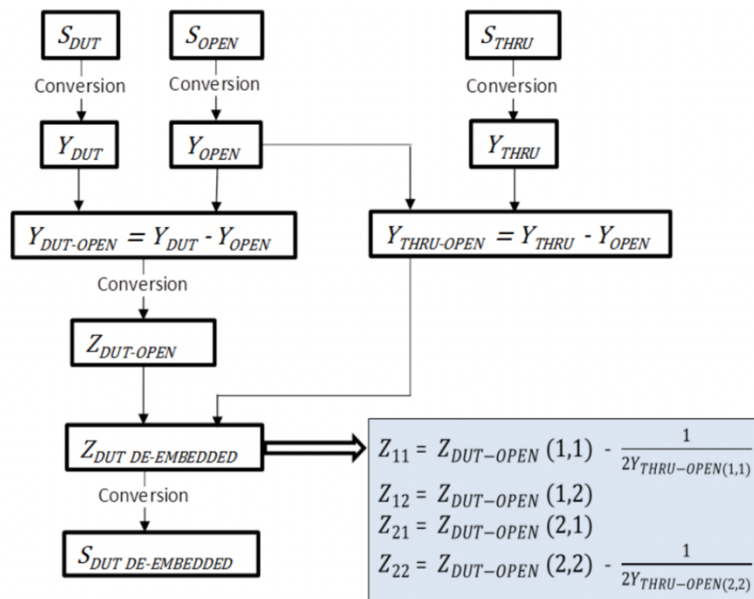 S_DUT S_OPEN S_THRU
Conversion Conversion Conversion
Y_DUT Y_OPEN Y_THRU
Y_DUT-OPEN = Y_DUT - Y_OPEN Y_THRU-OPEN = Y_THRU - Y_OPEN
Conversion
Z_DUT-OPEN
Z_DUT DE-EMBEDDED
Conversion
S_DUT DE-EMBEDDED
Z₁₁ = Z_DUT−OPEN (1,1) - 1 / 2Y_THRU−OPEN(1,1)
Z₁₂ = Z_DUT−OPEN (1,2)
Z₂₁ = Z_DUT−OPEN (2,1)
Z₂₂ = Z_DUT−OPEN (2,2) - 1 / 2Y_THRU−OPEN(2,2)